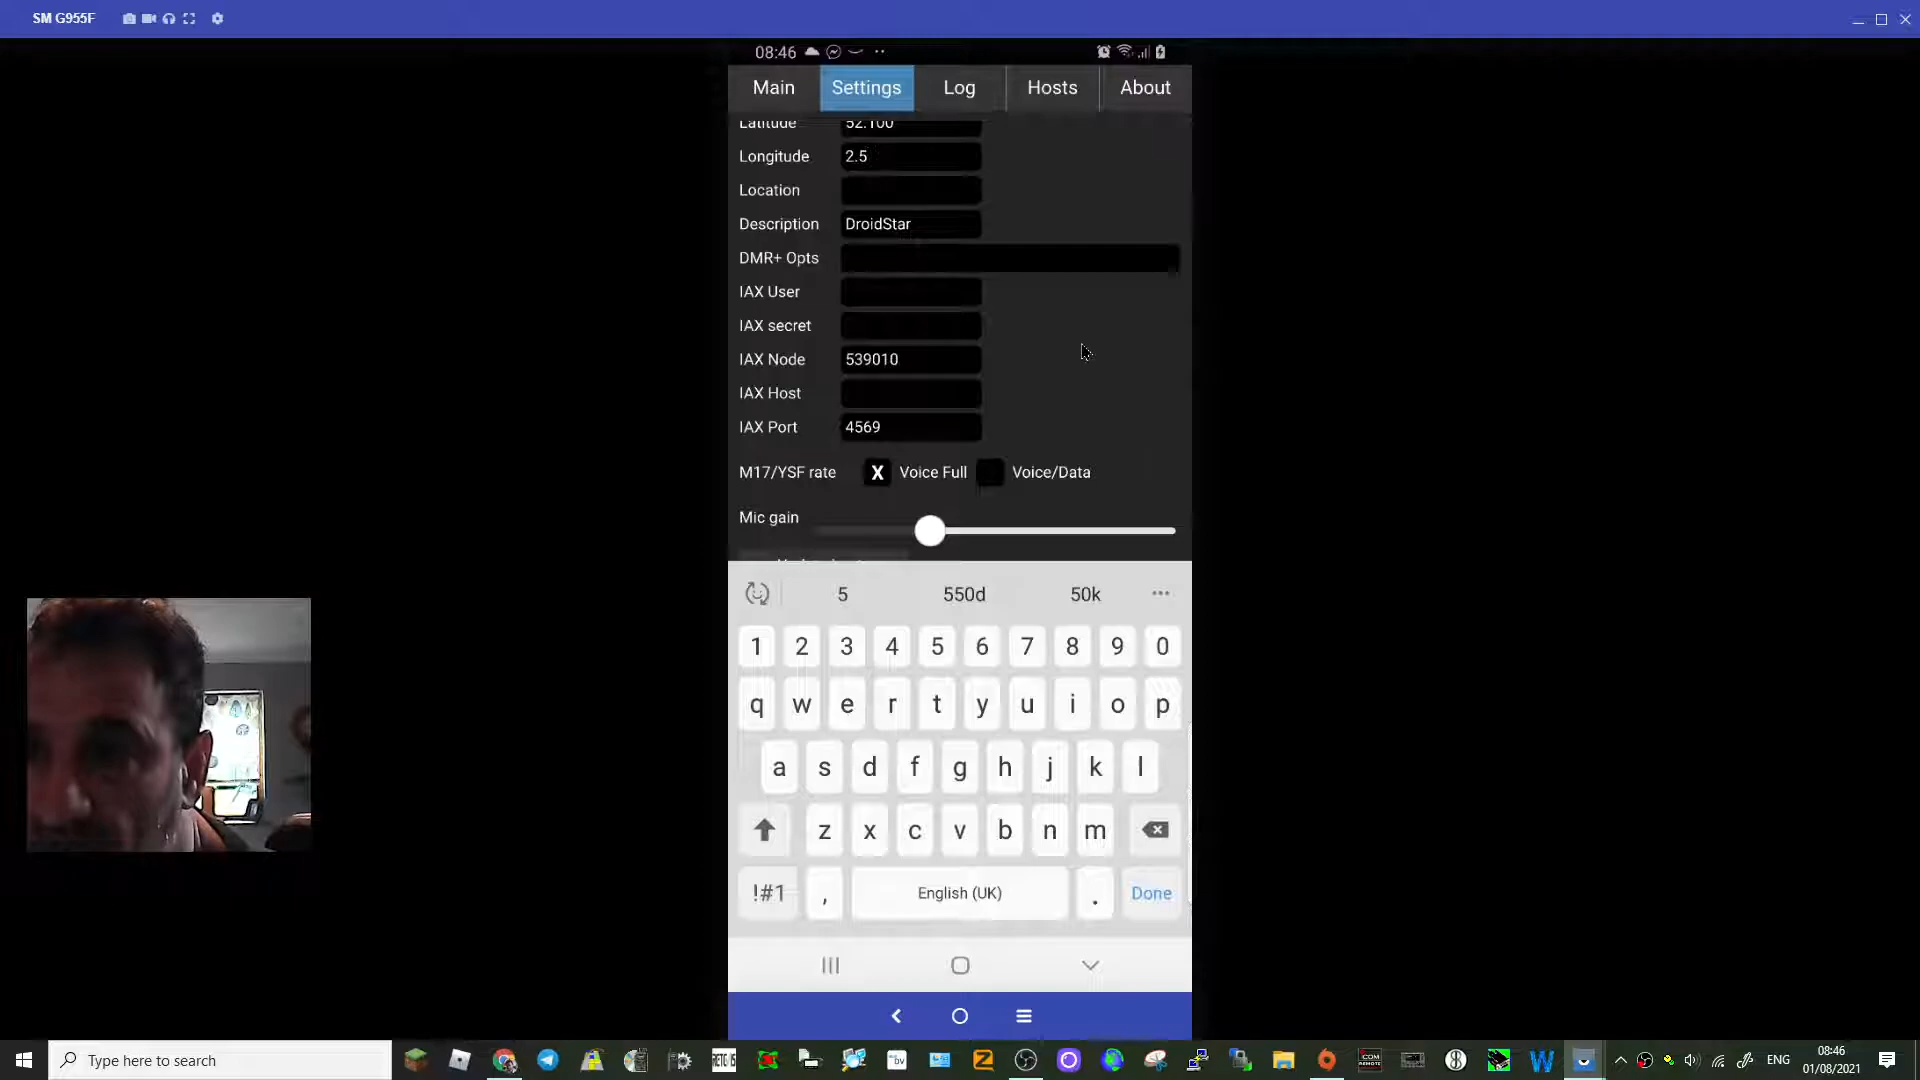 SM G955F
08:46
Main Settings Log Hosts About
Latitude 52.100
Longitude 2.5
Location
Description DroidStar
DMR+ Opts
IAX User
IAX secret
IAX Node 539010
IAX Host
IAX Port 4569
M17/YSF rate X Voice Full Voice/Data
Mic gain
5 550d 50k
1 2 3 4 5 6 7 8 9 0
q w e r t y u i o p
a s d f g h j k l
z x c v b n m
!#1 , English (UK) . Done
Type here to search
ENG
08:46
01/08/2021